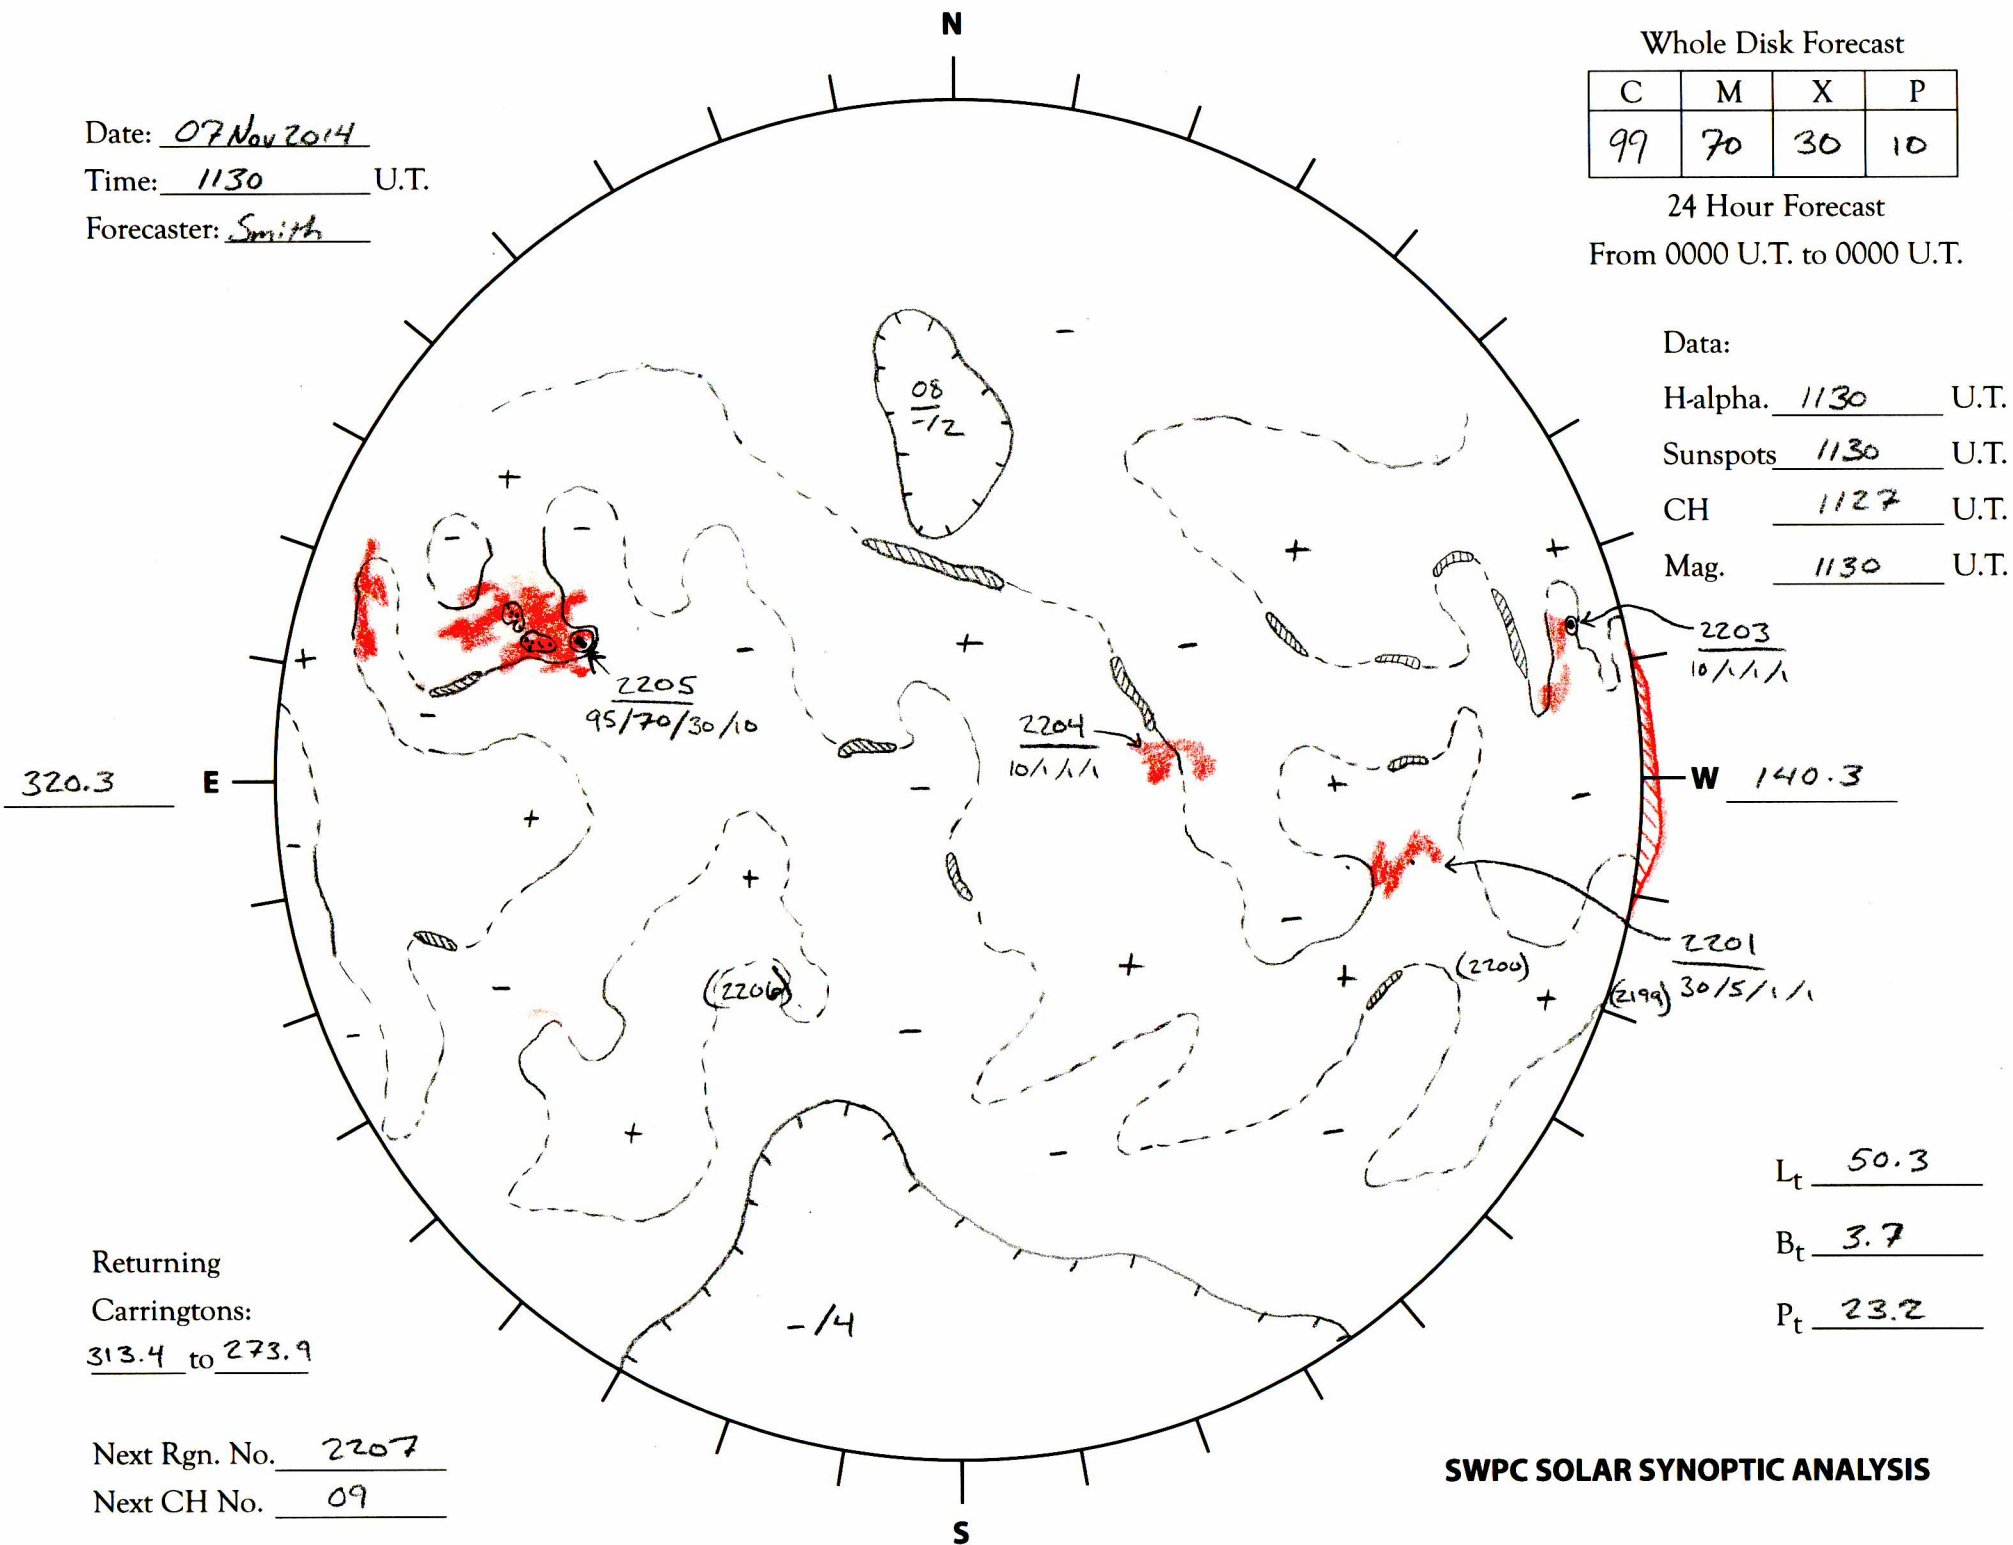 N
Whole Disk Forecast
C M X P
99 70 30 10
24 Hour Forecast
From 0000 U.T. to 0000 U.T.
Date: 07 Nov 2014
Time: 1130 U.T.
Forecaster: Smith
Data:
H-alpha. 1130 U.T.
Sunspots 1130 U.T.
CH 1127 U.T.
Mag. 1130 U.T.
-
08
-/2
+
-
-
+
+
2203
10/1/1/1
+
-
+
-
2205
95/70/30/10
-
2204
10/1/1/1
320.3 E
W 140.3
+
-
+
-
-
+
-
2201
30/5/1/1
-
(2206)
+
+
(2200)
+
(2199)
-
-
+
-
-
-/4
Lt 50.3
Bt 3.7
Pt 23.2
Returning
Carringtons:
313.4 to 273.9
Next Rgn. No. 2207
Next CH No. 09
SWPC SOLAR SYNOPTIC ANALYSIS
S